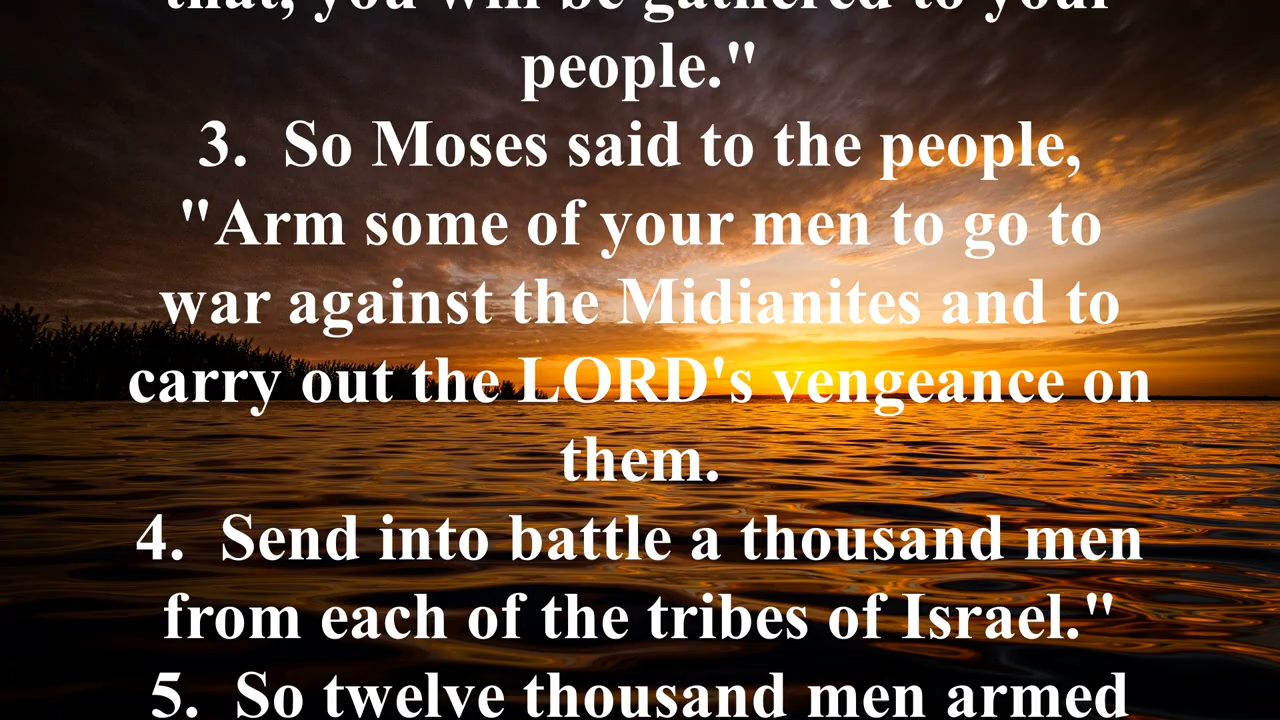 that, you will be gathered to your
people."
3.  So Moses said to the people,
"Arm some of your men to go to
war against the Midianites and to
carry out the LORD's vengeance on
them.
4.  Send into battle a thousand men
from each of the tribes of Israel."
5.  So twelve thousand men armed